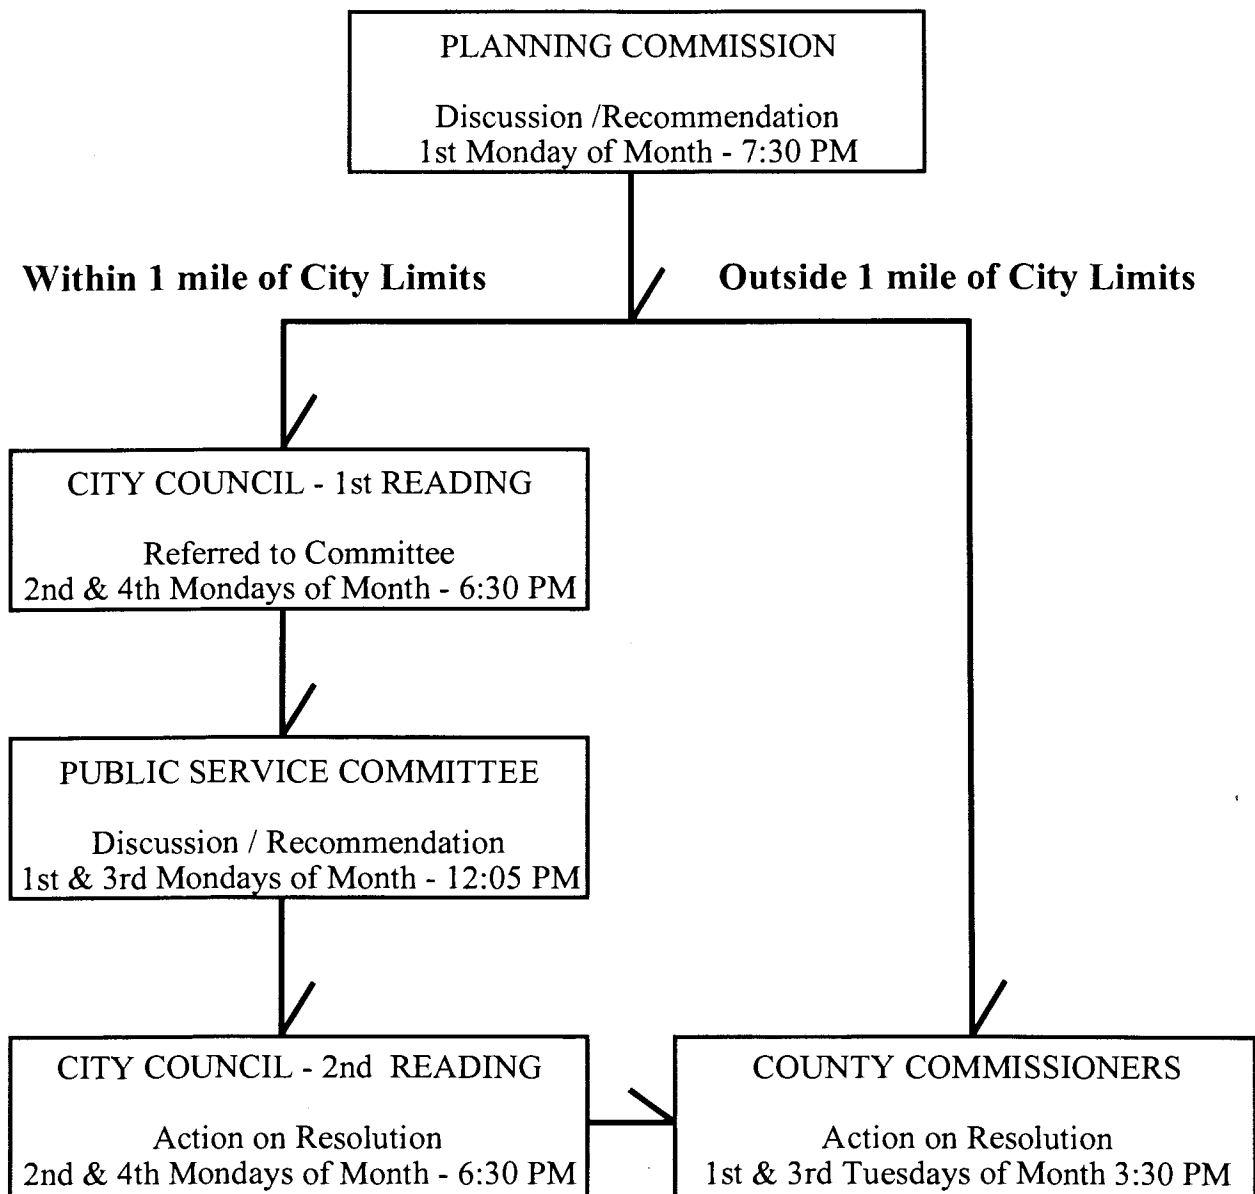 PLANNING COMMISSION
Discussion /Recommendation
1st Monday of Month - 7:30 PM
Within 1 mile of City Limits
Outside 1 mile of City Limits
CITY COUNCIL - 1st READING
Referred to Committee
2nd & 4th Mondays of Month - 6:30 PM
PUBLIC SERVICE COMMITTEE
Discussion / Recommendation
1st & 3rd Mondays of Month - 12:05 PM
CITY COUNCIL - 2nd READING
Action on Resolution
2nd & 4th Mondays of Month - 6:30 PM
COUNTY COMMISSIONERS
Action on Resolution
1st & 3rd Tuesdays of Month 3:30 PM